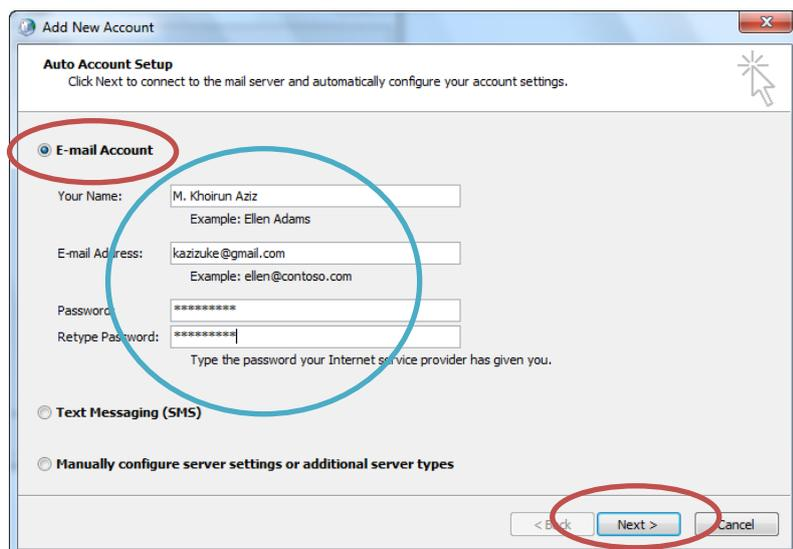 Add New Account
Auto Account Setup
Click Next to connect to the mail server and automatically configure your account settings.
E-mail Account
Your Name: M. Khoirun Aziz
Example: Ellen Adams
E-mail Address: kazizuke@gmail.com
Example: ellen@contoso.com
Password: *********
Retype Password: *********
Type the password your Internet service provider has given you.
Text Messaging (SMS)
Manually configure server settings or additional server types
< Back Next > Cancel